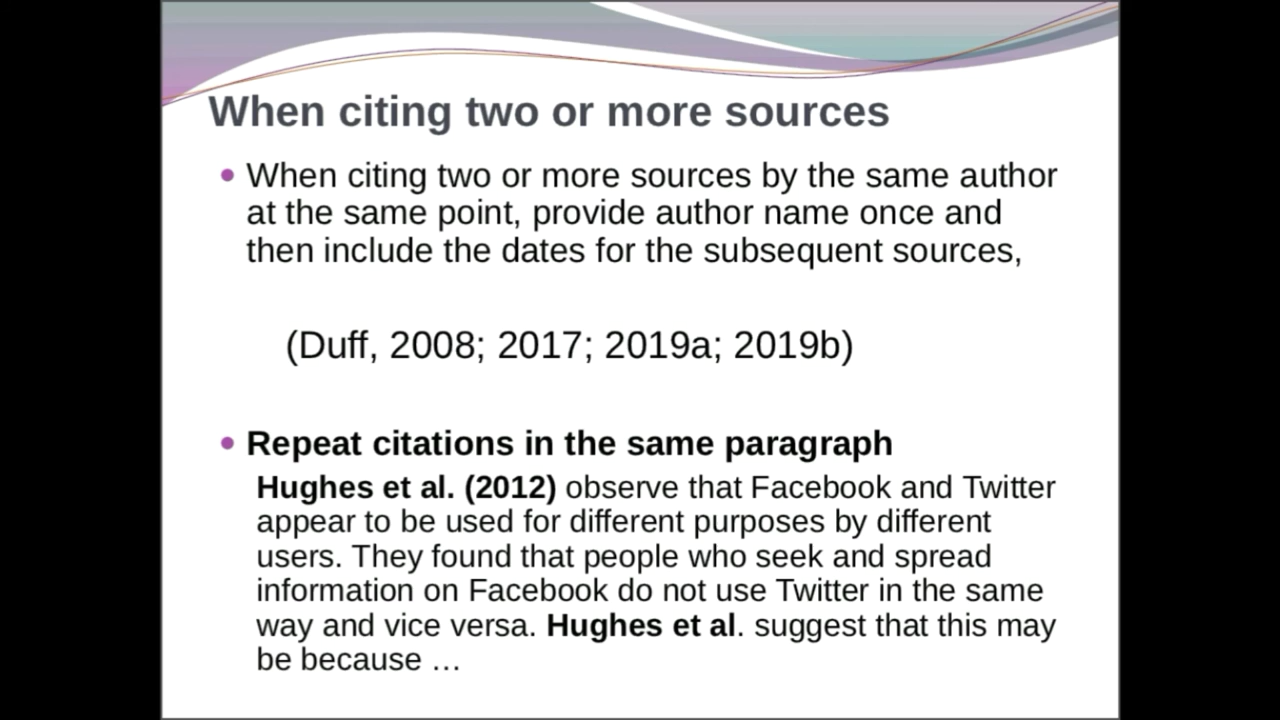 When citing two or more sources
When citing two or more sources by the same author
at the same point, provide author name once and
then include the dates for the subsequent sources,
(Duff, 2008; 2017; 2019a; 2019b)
Repeat citations in the same paragraph
Hughes et al. (2012) observe that Facebook and Twitter
appear to be used for different purposes by different
users. They found that people who seek and spread
information on Facebook do not use Twitter in the same
way and vice versa. Hughes et al. suggest that this may
be because …